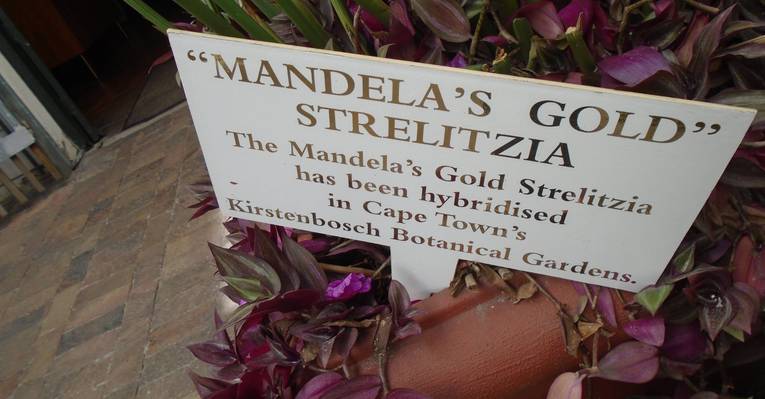 “MANDELA’S GOLD”
STRELITZIA
The Mandela’s Gold Strelitzia
has been hybridised
in Cape Town’s
Kirstenbosch Botanical Gardens.